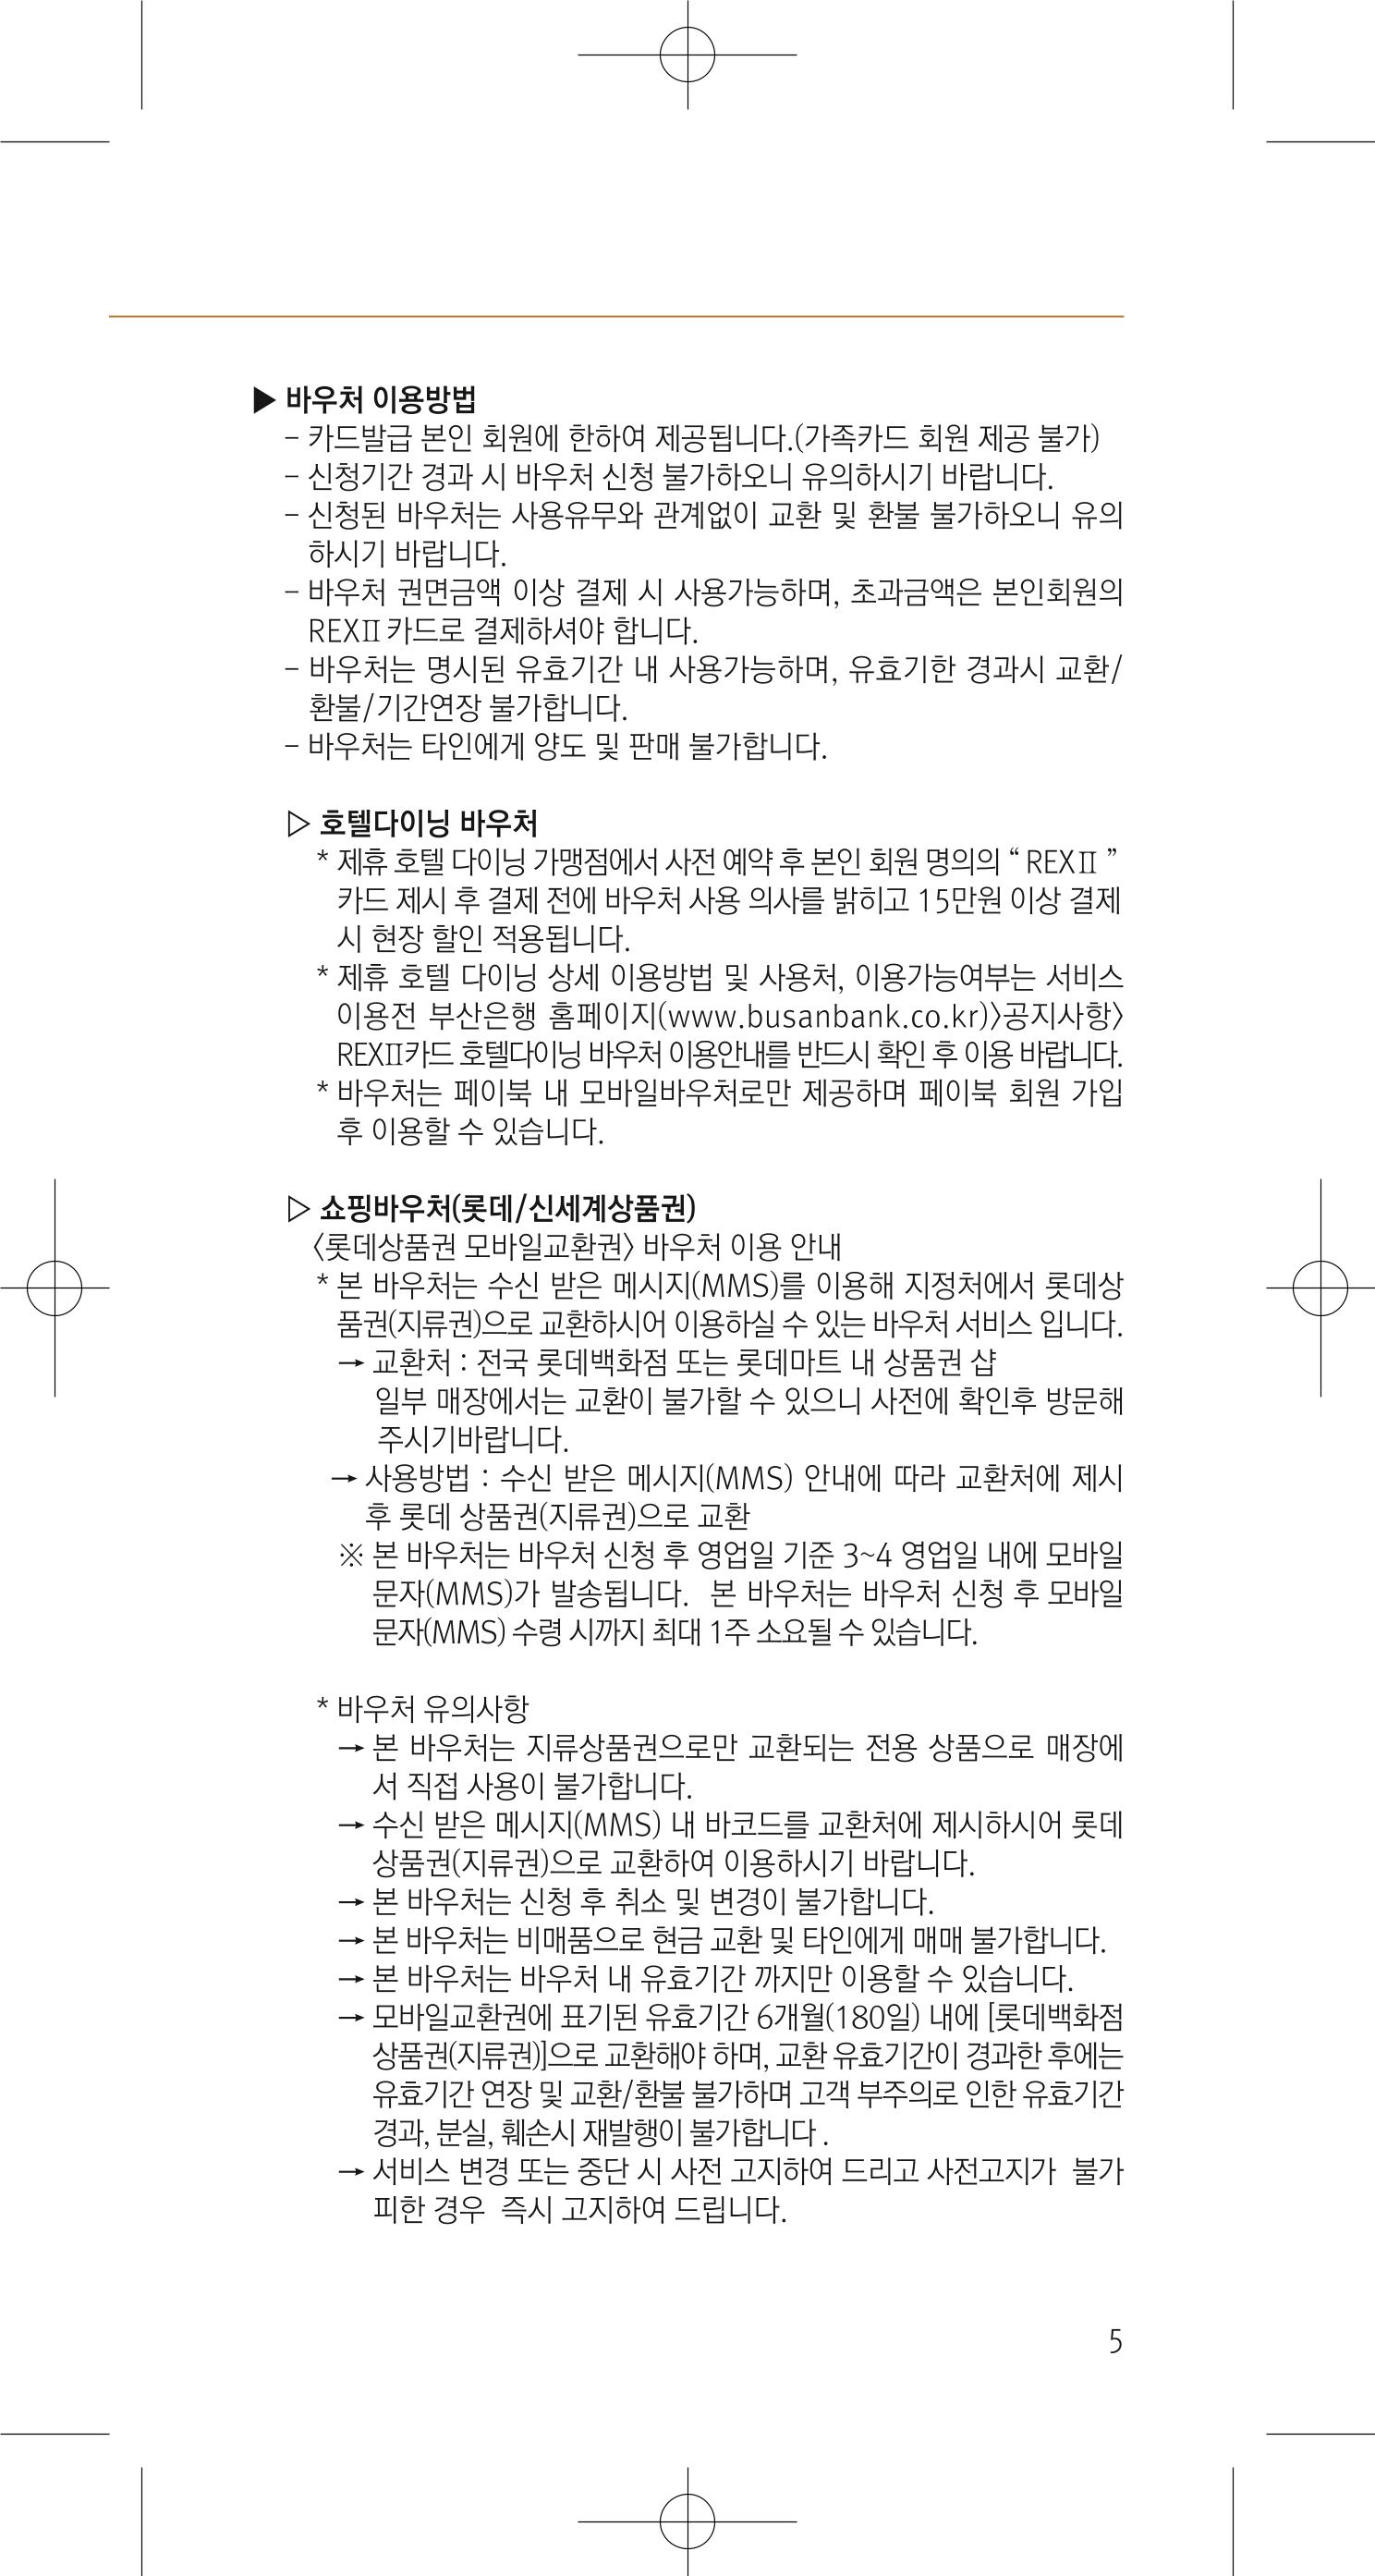 ▶ 바우처 이용방법
– 카드발급 본인 회원에 한하여 제공됩니다.(가족카드 회원 제공 불가)
– 신청기간 경과 시 바우처 신청 불가하오니 유의하시기 바랍니다.
– 신청된 바우처는 사용유무와 관계없이 교환 및 환불 불가하오니 유의
하시기 바랍니다.
– 바우처 권면금액 이상 결제 시 사용가능하며, 초과금액은 본인회원의
REXⅡ 카드로 결제하셔야 합니다.
– 바우처는 명시된 유효기간 내 사용가능하며, 유효기한 경과시 교환/
환불/기간연장 불가합니다.
– 바우처는 타인에게 양도 및 판매 불가합니다.
▷ 호텔다이닝 바우처
* 제휴 호텔 다이닝 가맹점에서 사전 예약 후 본인 회원 명의의 “ REXⅡ ”
카드 제시 후 결제 전에 바우처 사용 의사를 밝히고 15만원 이상 결제
시 현장 할인 적용됩니다.
* 제휴 호텔 다이닝 상세 이용방법 및 사용처, 이용가능여부는 서비스
이용전 부산은행 홈페이지(www.busanbank.co.kr)〉공지사항〉
REXⅡ카드 호텔다이닝 바우처 이용안내를 반드시 확인 후 이용 바랍니다.
* 바우처는 페이북 내 모바일바우처로만 제공하며 페이북 회원 가입
후 이용할 수 있습니다.
▷ 쇼핑바우처(롯데/신세계상품권)
〈롯데상품권 모바일교환권〉 바우처 이용 안내
* 본 바우처는 수신 받은 메시지(MMS)를 이용해 지정처에서 롯데상
품권(지류권)으로 교환하시어 이용하실 수 있는 바우처 서비스 입니다.
→ 교환처 : 전국 롯데백화점 또는 롯데마트 내 상품권 샵
일부 매장에서는 교환이 불가할 수 있으니 사전에 확인후 방문해
주시기바랍니다.
→ 사용방법 : 수신 받은 메시지(MMS) 안내에 따라 교환처에 제시
후 롯데 상품권(지류권)으로 교환
※ 본 바우처는 바우처 신청 후 영업일 기준 3~4 영업일 내에 모바일
문자(MMS)가 발송됩니다. 본 바우처는 바우처 신청 후 모바일
문자(MMS) 수령 시까지 최대 1주 소요될 수 있습니다.
* 바우처 유의사항
→ 본 바우처는 지류상품권으로만 교환되는 전용 상품으로 매장에
서 직접 사용이 불가합니다.
→ 수신 받은 메시지(MMS) 내 바코드를 교환처에 제시하시어 롯데
상품권(지류권)으로 교환하여 이용하시기 바랍니다.
→ 본 바우처는 신청 후 취소 및 변경이 불가합니다.
→ 본 바우처는 비매품으로 현금 교환 및 타인에게 매매 불가합니다.
→ 본 바우처는 바우처 내 유효기간 까지만 이용할 수 있습니다.
→ 모바일교환권에 표기된 유효기간 6개월(180일) 내에 [롯데백화점
상품권(지류권)]으로 교환해야 하며, 교환 유효기간이 경과한 후에는
유효기간 연장 및 교환/환불 불가하며 고객 부주의로 인한 유효기간
경과, 분실, 훼손시 재발행이 불가합니다 .
→ 서비스 변경 또는 중단 시 사전 고지하여 드리고 사전고지가 불가
피한 경우 즉시 고지하여 드립니다.
5